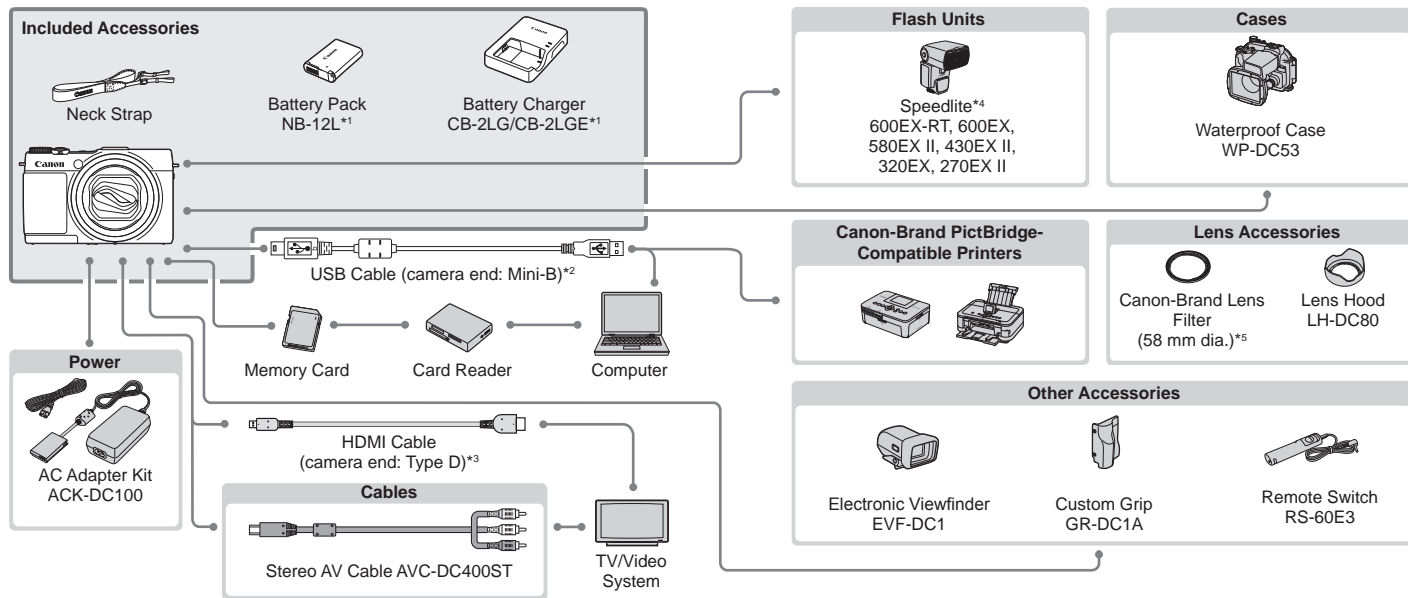 Included Accessories
Neck Strap
Battery Pack
NB-12L*1
Battery Charger
CB-2LG/CB-2LGE*1
Canon
USB Cable (camera end: Mini-B)*2
Memory Card
Card Reader
Computer
Power
AC Adapter Kit
ACK-DC100
HDMI Cable
(camera end: Type D)*3
Cables
Stereo AV Cable AVC-DC400ST
TV/Video
System
Flash Units
Speedlite*4
600EX-RT, 600EX,
580EX II, 430EX II,
320EX, 270EX II
Cases
Waterproof Case
WP-DC53
Canon-Brand PictBridge-
Compatible Printers
Lens Accessories
Canon-Brand Lens
Filter
(58 mm dia.)*5
Lens Hood
LH-DC80
Other Accessories
Electronic Viewfinder
EVF-DC1
Custom Grip
GR-DC1A
Remote Switch
RS-60E3